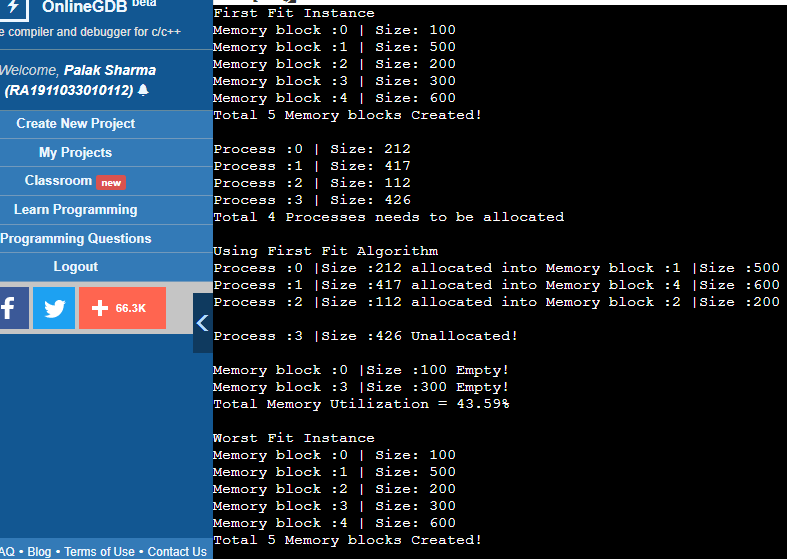 OnlineGDB beta
e compiler and debugger for c/c++
Welcome, Palak Sharma
(RA1911033010112)
Create New Project
My Projects
Classroom new
Learn Programming
Programming Questions
Logout
66.3K
AQ • Blog • Terms of Use • Contact Us
First Fit Instance
Memory block :0 | Size: 100
Memory block :1 | Size: 500
Memory block :2 | Size: 200
Memory block :3 | Size: 300
Memory block :4 | Size: 600
Total 5 Memory blocks Created!
Process :0 | Size: 212
Process :1 | Size: 417
Process :2 | Size: 112
Process :3 | Size: 426
Total 4 Processes needs to be allocated
Using First Fit Algorithm
Process :0 |Size :212 allocated into Memory block :1 |Size :500
Process :1 |Size :417 allocated into Memory block :4 |Size :600
Process :2 |Size :112 allocated into Memory block :2 |Size :200
Process :3 |Size :426 Unallocated!
Memory block :0 |Size :100 Empty!
Memory block :3 |Size :300 Empty!
Total Memory Utilization = 43.59%
Worst Fit Instance
Memory block :0 | Size: 100
Memory block :1 | Size: 500
Memory block :2 | Size: 200
Memory block :3 | Size: 300
Memory block :4 | Size: 600
Total 5 Memory blocks Created!